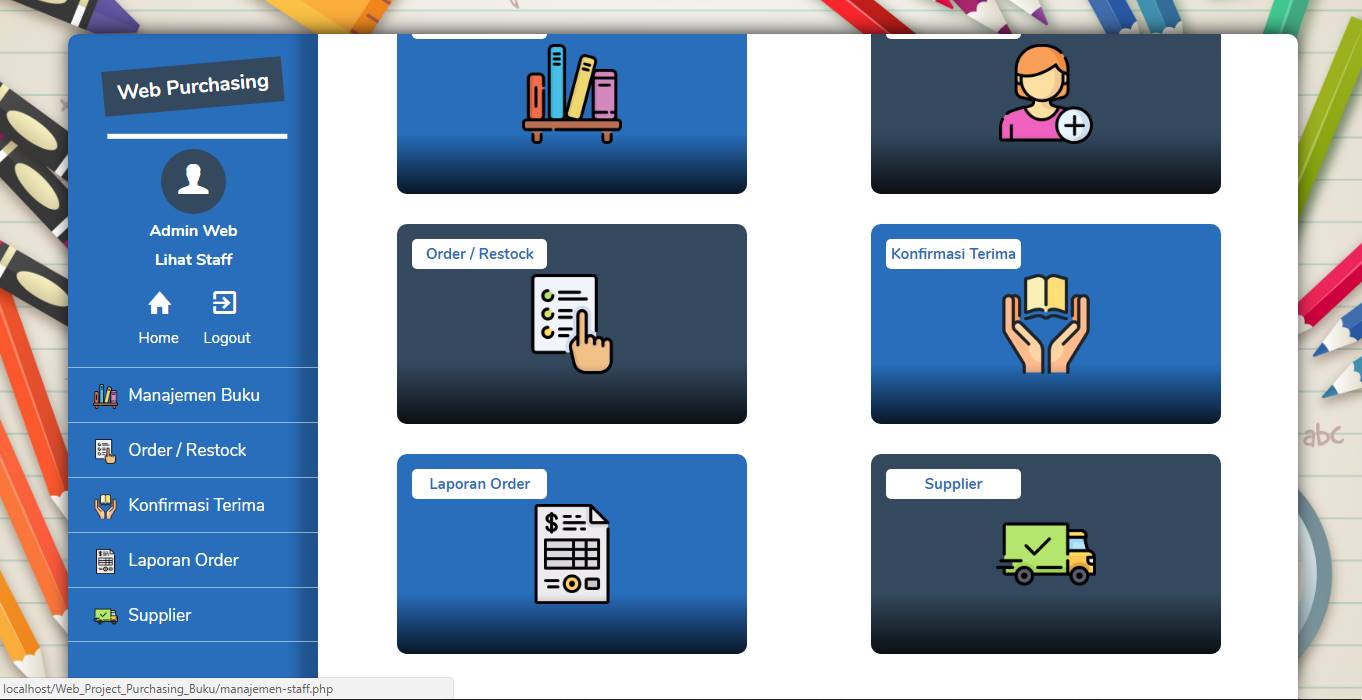 Web Purchasing
Admin Web
Lihat Staff
Home
Logout
Manajemen Buku
Order / Restock
Konfirmasi Terima
Laporan Order
Supplier
Order / Restock
Konfirmasi Terima
Laporan Order
Supplier
abc
localhost/Web_Project_Purchasing_Buku/manajemen-staff.php